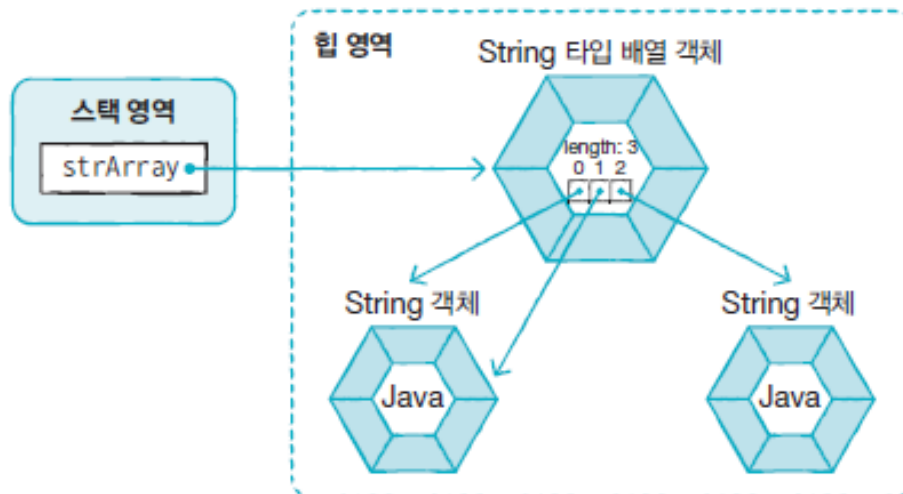 힙 영역
String 타입 배열 객체
스택 영역
strArray
length: 3
0 1 2
String 객체
String 객체
Java
Java